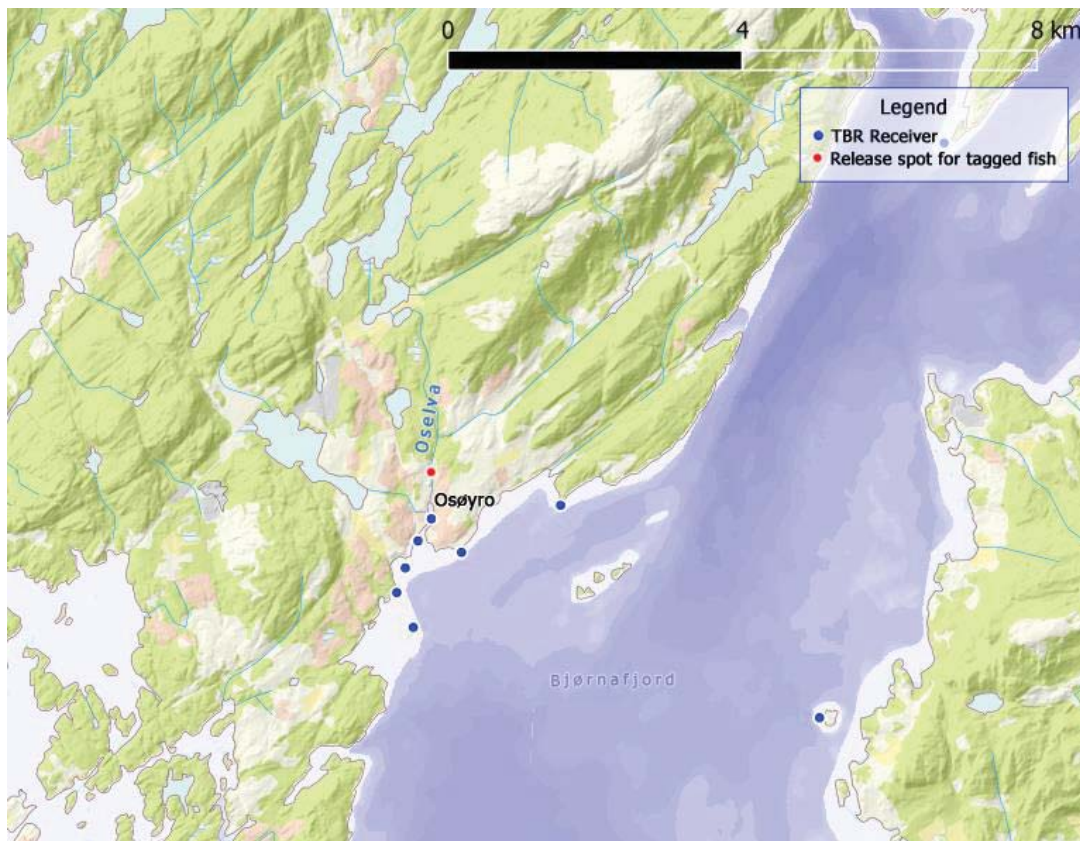 0 4 8 km
Legend
TBR Receiver
Release spot for tagged fish
Oselva
Osøyro
Bjørnafjord